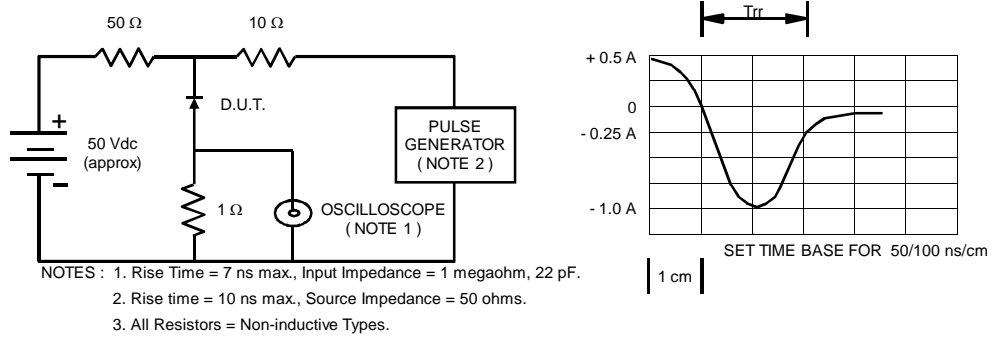 50 Ω
10 Ω
D.U.T.
+
50 Vdc
(approx)
−
1 Ω
PULSE
GENERATOR
( NOTE 2 )
OSCILLOSCOPE
( NOTE 1 )
Trr
+ 0.5 A
0
- 0.25 A
- 1.0 A
SET TIME BASE FOR 50/100 ns/cm
1 cm
NOTES : 1. Rise Time = 7 ns max., Input Impedance = 1 megaohm, 22 pF.
2. Rise time = 10 ns max., Source Impedance = 50 ohms.
3. All Resistors = Non-inductive Types.